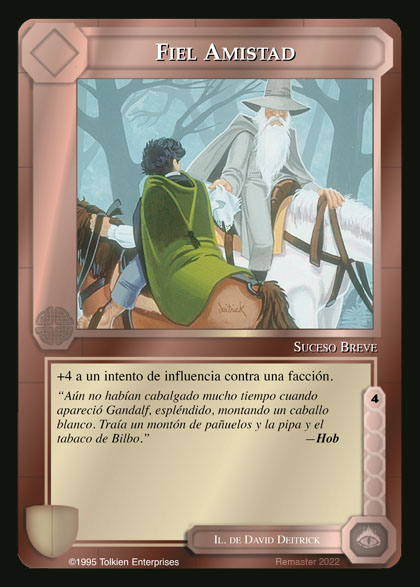 Fiel Amistad
Deitrick
Suceso Breve
+4 a un intento de influencia contra una facción.
“Aún no habían cabalgado mucho tiempo cuando
apareció Gandalf, espléndido, montando un caballo
blanco. Traía un montón de pañuelos y la pipa y el
tabaco de Bilbo.” —Hob
4
Il. de David Deitrick
©1995 Tolkien Enterprises Remaster 2022